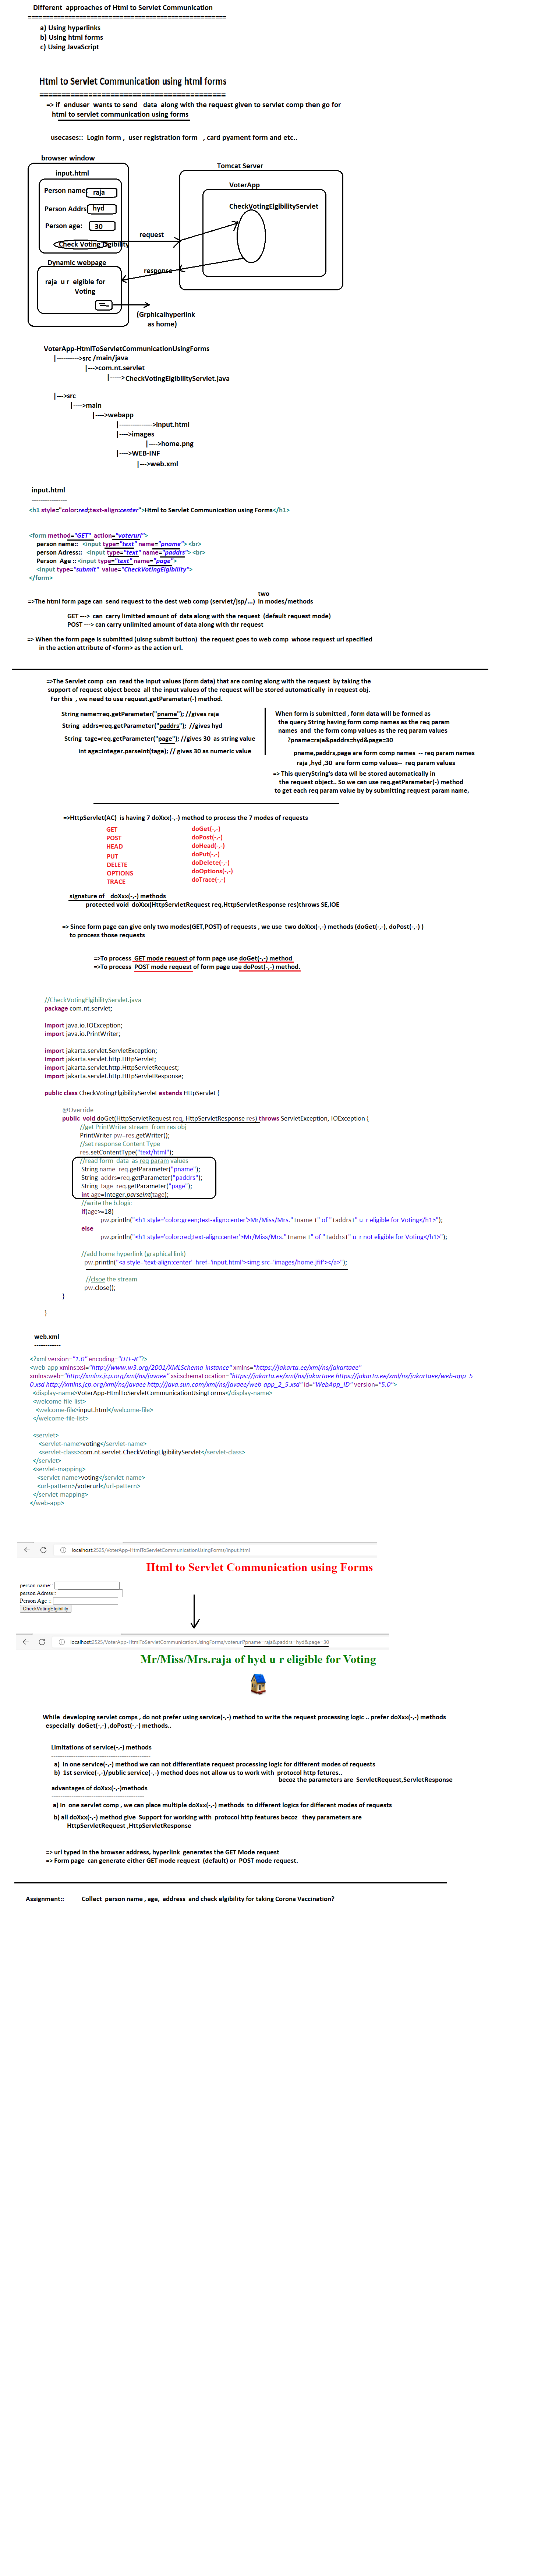 Different approaches of Html to Servlet Communication
=====================================================
a) Using hyperlinks
b) Using html forms
c) Using JavaScript
Html to Servlet Communication using html forms
==========================================
=> if enduser wants to send data along with the request given to servlet comp then go for
html to servlet communication using forms
usecases:: Login form , user registration form , card pyament form and etc..
browser window
Tomcat Server
input.html
VoterApp
Person name raja
CheckVotingElgibilityServlet
Person Addrs hyd
Person age: 30
Check Voting Elgibility
request
Dynamic webpage
response
raja u r elgible for
Voting
(Grphicalhyperlink
as home)
VoterApp-HtmlToServletCommunicationUsingForms
|---------->src /main/java
|--->com.nt.servlet
|----->CheckVotingElgibilityServlet.java
|--->src
|---->main
|---->webapp
|--------------->input.html
|---->images
|---->home.png
|---->WEB-INF
|--->web.xml
input.html
----------------
<h1 style="color:red;text-align:center">Html to Servlet Communication using Forms</h1>
<form method="GET" action="voterurl">
person name:: <input type="text" name="pname"> <br>
person Adress:: <input type="text" name="paddrs"> <br>
Person Age :: <input type="text" name="page">
<input type="submit" value="CheckVotingElgibility">
</form>
two
=>The html form page can send request to the dest web comp (servlet/jsp/...) in modes/methods
GET ---> can carry limitted amount of data along with the request (default request mode)
POST ---> can carry unlimited amount of data along with thr request
=> When the form page is submitted (uisng submit button) the request goes to web comp whose request url specified
in the action attribute of <form> as the action url.
=>The Servlet comp can read the input values (form data) that are coming along with the request by taking the
support of request object becoz all the input values of the request will be stored automatically in request obj.
For this , we need to use request.getParameter(-) method.
String name=req.getParameter("pname"); //gives raja
String addrs=req.getParameter("paddrs"); //gives hyd
String tage=req.getParameter("page"); //gives 30 as string value
int age=Integer.parseInt(tage); // gives 30 as numeric value
When form is submitted , form data will be formed as
the query String having form comp names as the req param
names and the form comp values as the req param values
?pname=raja&paddrs=hyd&page=30
pname,paddrs,page are form comp names -- req param names
raja ,hyd ,30 are form comp values-- req param values
=> This queryString's data wil be stored automatically in
the request object.. So we can use req.getParameter(-) method
to get each req param value by by submitting request param name,
=>HttpServlet(AC) is having 7 doXxx(-,-) method to process the 7 modes of requests
GET doGet(-,-)
POST doPost(-,-)
HEAD doHead(-,-)
PUT doPut(-,-)
DELETE doDelete(-,-)
OPTIONS doOptions(-,-)
TRACE doTrace(-,-)
signature of doXxx(-,-) methods
protected void doXxx(HttpServletRequest req,HttpServletResponse res)throws SE,IOE
=> Since form page can give only two modes(GET,POST) of requests , we use two doXxx(-,-) methods (doGet(-,-), doPost(-,-) )
to process those requests
=>To process GET mode request of form page use doGet(-,-) method
=>To process POST mode request of form page use doPost(-,-) method.
//CheckVotingElgibilityServlet.java
package com.nt.servlet;
import java.io.IOException;
import java.io.PrintWriter;
import jakarta.servlet.ServletException;
import jakarta.servlet.http.HttpServlet;
import jakarta.servlet.http.HttpServletRequest;
import jakarta.servlet.http.HttpServletResponse;
public class CheckVotingElgibilityServlet extends HttpServlet {
@Override
public void doGet(HttpServletRequest req, HttpServletResponse res) throws ServletException, IOException {
//get PrintWriter stream from res obj
PrintWriter pw=res.getWriter();
//set response Content Type
res.setContentType("text/html");
//read form data as req param values
String name=req.getParameter("pname");
String addrs=req.getParameter("paddrs");
String tage=req.getParameter("page");
int age=Integer.parseInt(tage);
//write the b.logic
if(age>=18)
pw.println("<h1 style='color:green;text-align:center'>Mr/Miss/Mrs."+name +" of "+addrs+" u r eligible for Voting</h1>");
else
pw.println("<h1 style='color:red;text-align:center'>Mr/Miss/Mrs."+name +" of "+addrs+" u r not eligible for Voting</h1>");
//add home hyperlink (graphical link)
pw.println("<a style='text-align:center' href='input.html'><img src='images/home.jfif'></a>");
//clsoe the stream
pw.close();
}
}
web.xml
------------
<?xml version="1.0" encoding="UTF-8"?>
<web-app xmlns:xsi="http://www.w3.org/2001/XMLSchema-instance" xmlns="https://jakarta.ee/xml/ns/jakartaee"
xmlns:web="http://xmlns.jcp.org/xml/ns/javaee" xsi:schemaLocation="https://jakarta.ee/xml/ns/jakartaee https://jakarta.ee/xml/ns/jakartaee/web-app_5_
0.xsd http://xmlns.jcp.org/xml/ns/javaee http://java.sun.com/xml/ns/javaee/web-app_2_5.xsd" id="WebApp_ID" version="5.0">
<display-name>VoterApp-HtmlToServletCommunicationUsingForms</display-name>
<welcome-file-list>
<welcome-file>input.html</welcome-file>
</welcome-file-list>
<servlet>
<servlet-name>voting</servlet-name>
<servlet-class>com.nt.servlet.CheckVotingElgibilityServlet</servlet-class>
</servlet>
<servlet-mapping>
<servlet-name>voting</servlet-name>
<url-pattern>/voterurl</url-pattern>
</servlet-mapping>
</web-app>
localhost:2525/VoterApp-HtmlToServletCommunicationUsingForms/input.html
Html to Servlet Communication using Forms
person name::
person Adress::
Person Age ::
CheckVotingElgibility
localhost:2525/VoterApp-HtmlToServletCommunicationUsingForms/voterurl?pname=raja&paddrs=hyd&page=30
Mr/Miss/Mrs.raja of hyd u r eligible for Voting
While developing servlet comps , do not prefer using service(-,-) method to write the request processing logic .. prefer doXxx(-,-) methods
especially doGet(-,-) ,doPost(-,-) methods..
Limitations of service(-,-) methods
--------------------------------------------
a) In one service(-,-) method we can not differentiate request processing logic for different modes of requests
b) 1st service(-,-)/public service(-,-) method does not allow us to work with protocol http fetures..
becoz the parameters are ServletRequest,ServletResponse
advantages of doXxx(-,-)methods
-----------------------------------------
a) In one servlet comp , we can place multiple doXxx(-,-) methods to different logics for different modes of requests
b) all doXxx(-,-) method give Support for working with protocol http features becoz they parameters are
HttpServletRequest ,HttpServletResponse
=> url typed in the browser address, hyperlink generates the GET Mode request
=> Form page can generate either GET mode request (default) or POST mode request.
Assignment:: Collect person name , age, address and check elgibility for taking Corona Vaccination?